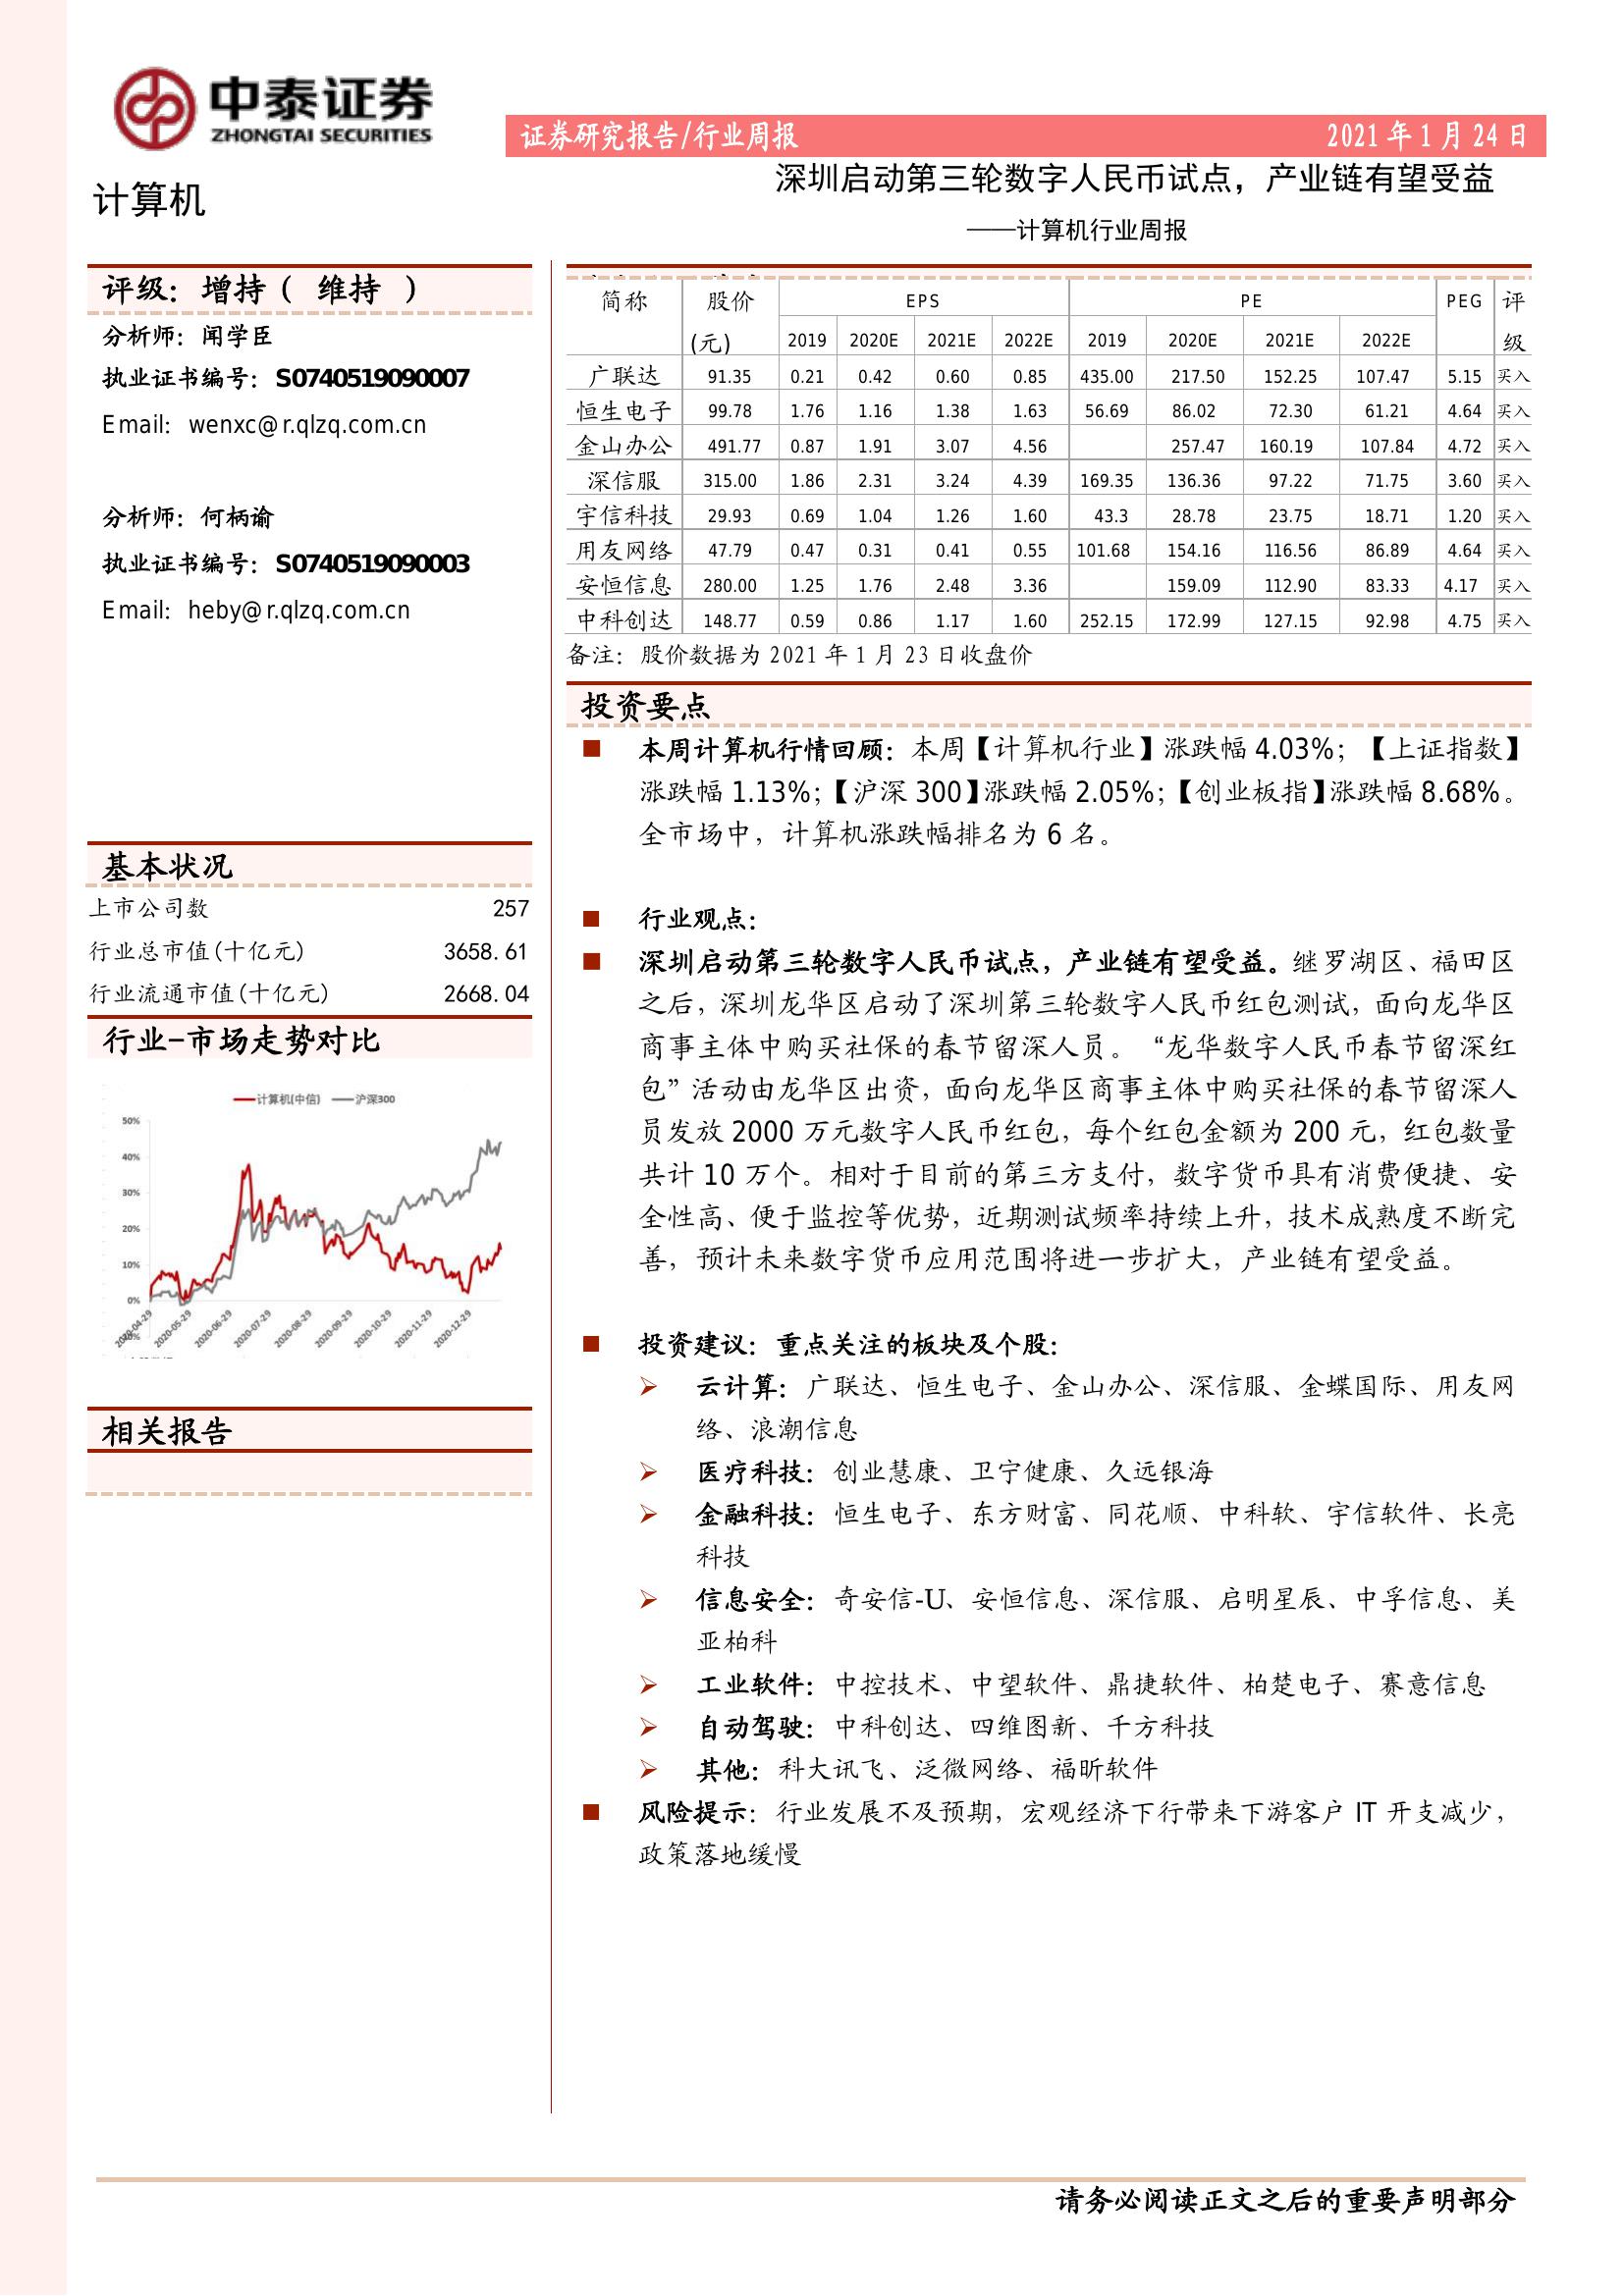 中泰证券
ZHONGTAI SECURITIES
证券研究报告/行业周报 2021 年 1 月 24 日
计算机
深圳启动第三轮数字人民币试点，产业链有望受益
——计算机行业周报
评级：增持（ 维持 ）
分析师：闻学臣
执业证书编号：S0740519090007
Email：wenxc@r.qlzq.com.cn
分析师：何柄谕
执业证书编号：S0740519090003
Email：heby@r.qlzq.com.cn
基本状况
上市公司数 257
行业总市值(十亿元) 3658.61
行业流通市值(十亿元) 2668.04
行业-市场走势对比
计算机(中信) 沪深300
50%
40%
30%
20%
10%
0%
2020-04-29 2020-05-29 2020-06-29 2020-07-29 2020-08-29 2020-09-29 2020-10-29 2020-11-29 2020-12-29
相关报告
简称 股价 EPS PE PEG 评
(元) 2019 2020E 2021E 2022E 2019 2020E 2021E 2022E 级
广联达 91.35 0.21 0.42 0.60 0.85 435.00 217.50 152.25 107.47 5.15 买入
恒生电子 99.78 1.76 1.16 1.38 1.63 56.69 86.02 72.30 61.21 4.64 买入
金山办公 491.77 0.87 1.91 3.07 4.56 257.47 160.19 107.84 4.72 买入
深信服 315.00 1.86 2.31 3.24 4.39 169.35 136.36 97.22 71.75 3.60 买入
宇信科技 29.93 0.69 1.04 1.26 1.60 43.3 28.78 23.75 18.71 1.20 买入
用友网络 47.79 0.47 0.31 0.41 0.55 101.68 154.16 116.56 86.89 4.64 买入
安恒信息 280.00 1.25 1.76 2.48 3.36 159.09 112.90 83.33 4.17 买入
中科创达 148.77 0.59 0.86 1.17 1.60 252.15 172.99 127.15 92.98 4.75 买入
备注：股价数据为 2021 年 1 月 23 日收盘价
投资要点
■ 本周计算机行情回顾：本周【计算机行业】涨跌幅 4.03%；【上证指数】
涨跌幅 1.13%；【沪深 300】涨跌幅 2.05%；【创业板指】涨跌幅 8.68%。
全市场中，计算机涨跌幅排名为 6 名。
■ 行业观点：
■ 深圳启动第三轮数字人民币试点，产业链有望受益。继罗湖区、福田区
之后，深圳龙华区启动了深圳第三轮数字人民币红包测试，面向龙华区
商事主体中购买社保的春节留深人员。“龙华数字人民币春节留深红
包”活动由龙华区出资，面向龙华区商事主体中购买社保的春节留深人
员发放 2000 万元数字人民币红包，每个红包金额为 200 元，红包数量
共计 10 万个。相对于目前的第三方支付，数字货币具有消费便捷、安
全性高、便于监控等优势，近期测试频率持续上升，技术成熟度不断完
善，预计未来数字货币应用范围将进一步扩大，产业链有望受益。
■ 投资建议：重点关注的板块及个股：
➢ 云计算：广联达、恒生电子、金山办公、深信服、金蝶国际、用友网
络、浪潮信息
➢ 医疗科技：创业慧康、卫宁健康、久远银海
➢ 金融科技：恒生电子、东方财富、同花顺、中科软、宇信软件、长亮
科技
➢ 信息安全：奇安信-U、安恒信息、深信服、启明星辰、中孚信息、美
亚柏科
➢ 工业软件：中控技术、中望软件、鼎捷软件、柏楚电子、赛意信息
➢ 自动驾驶：中科创达、四维图新、千方科技
➢ 其他：科大讯飞、泛微网络、福昕软件
■ 风险提示：行业发展不及预期，宏观经济下行带来下游客户 IT 开支减少，
政策落地缓慢
请务必阅读正文之后的重要声明部分